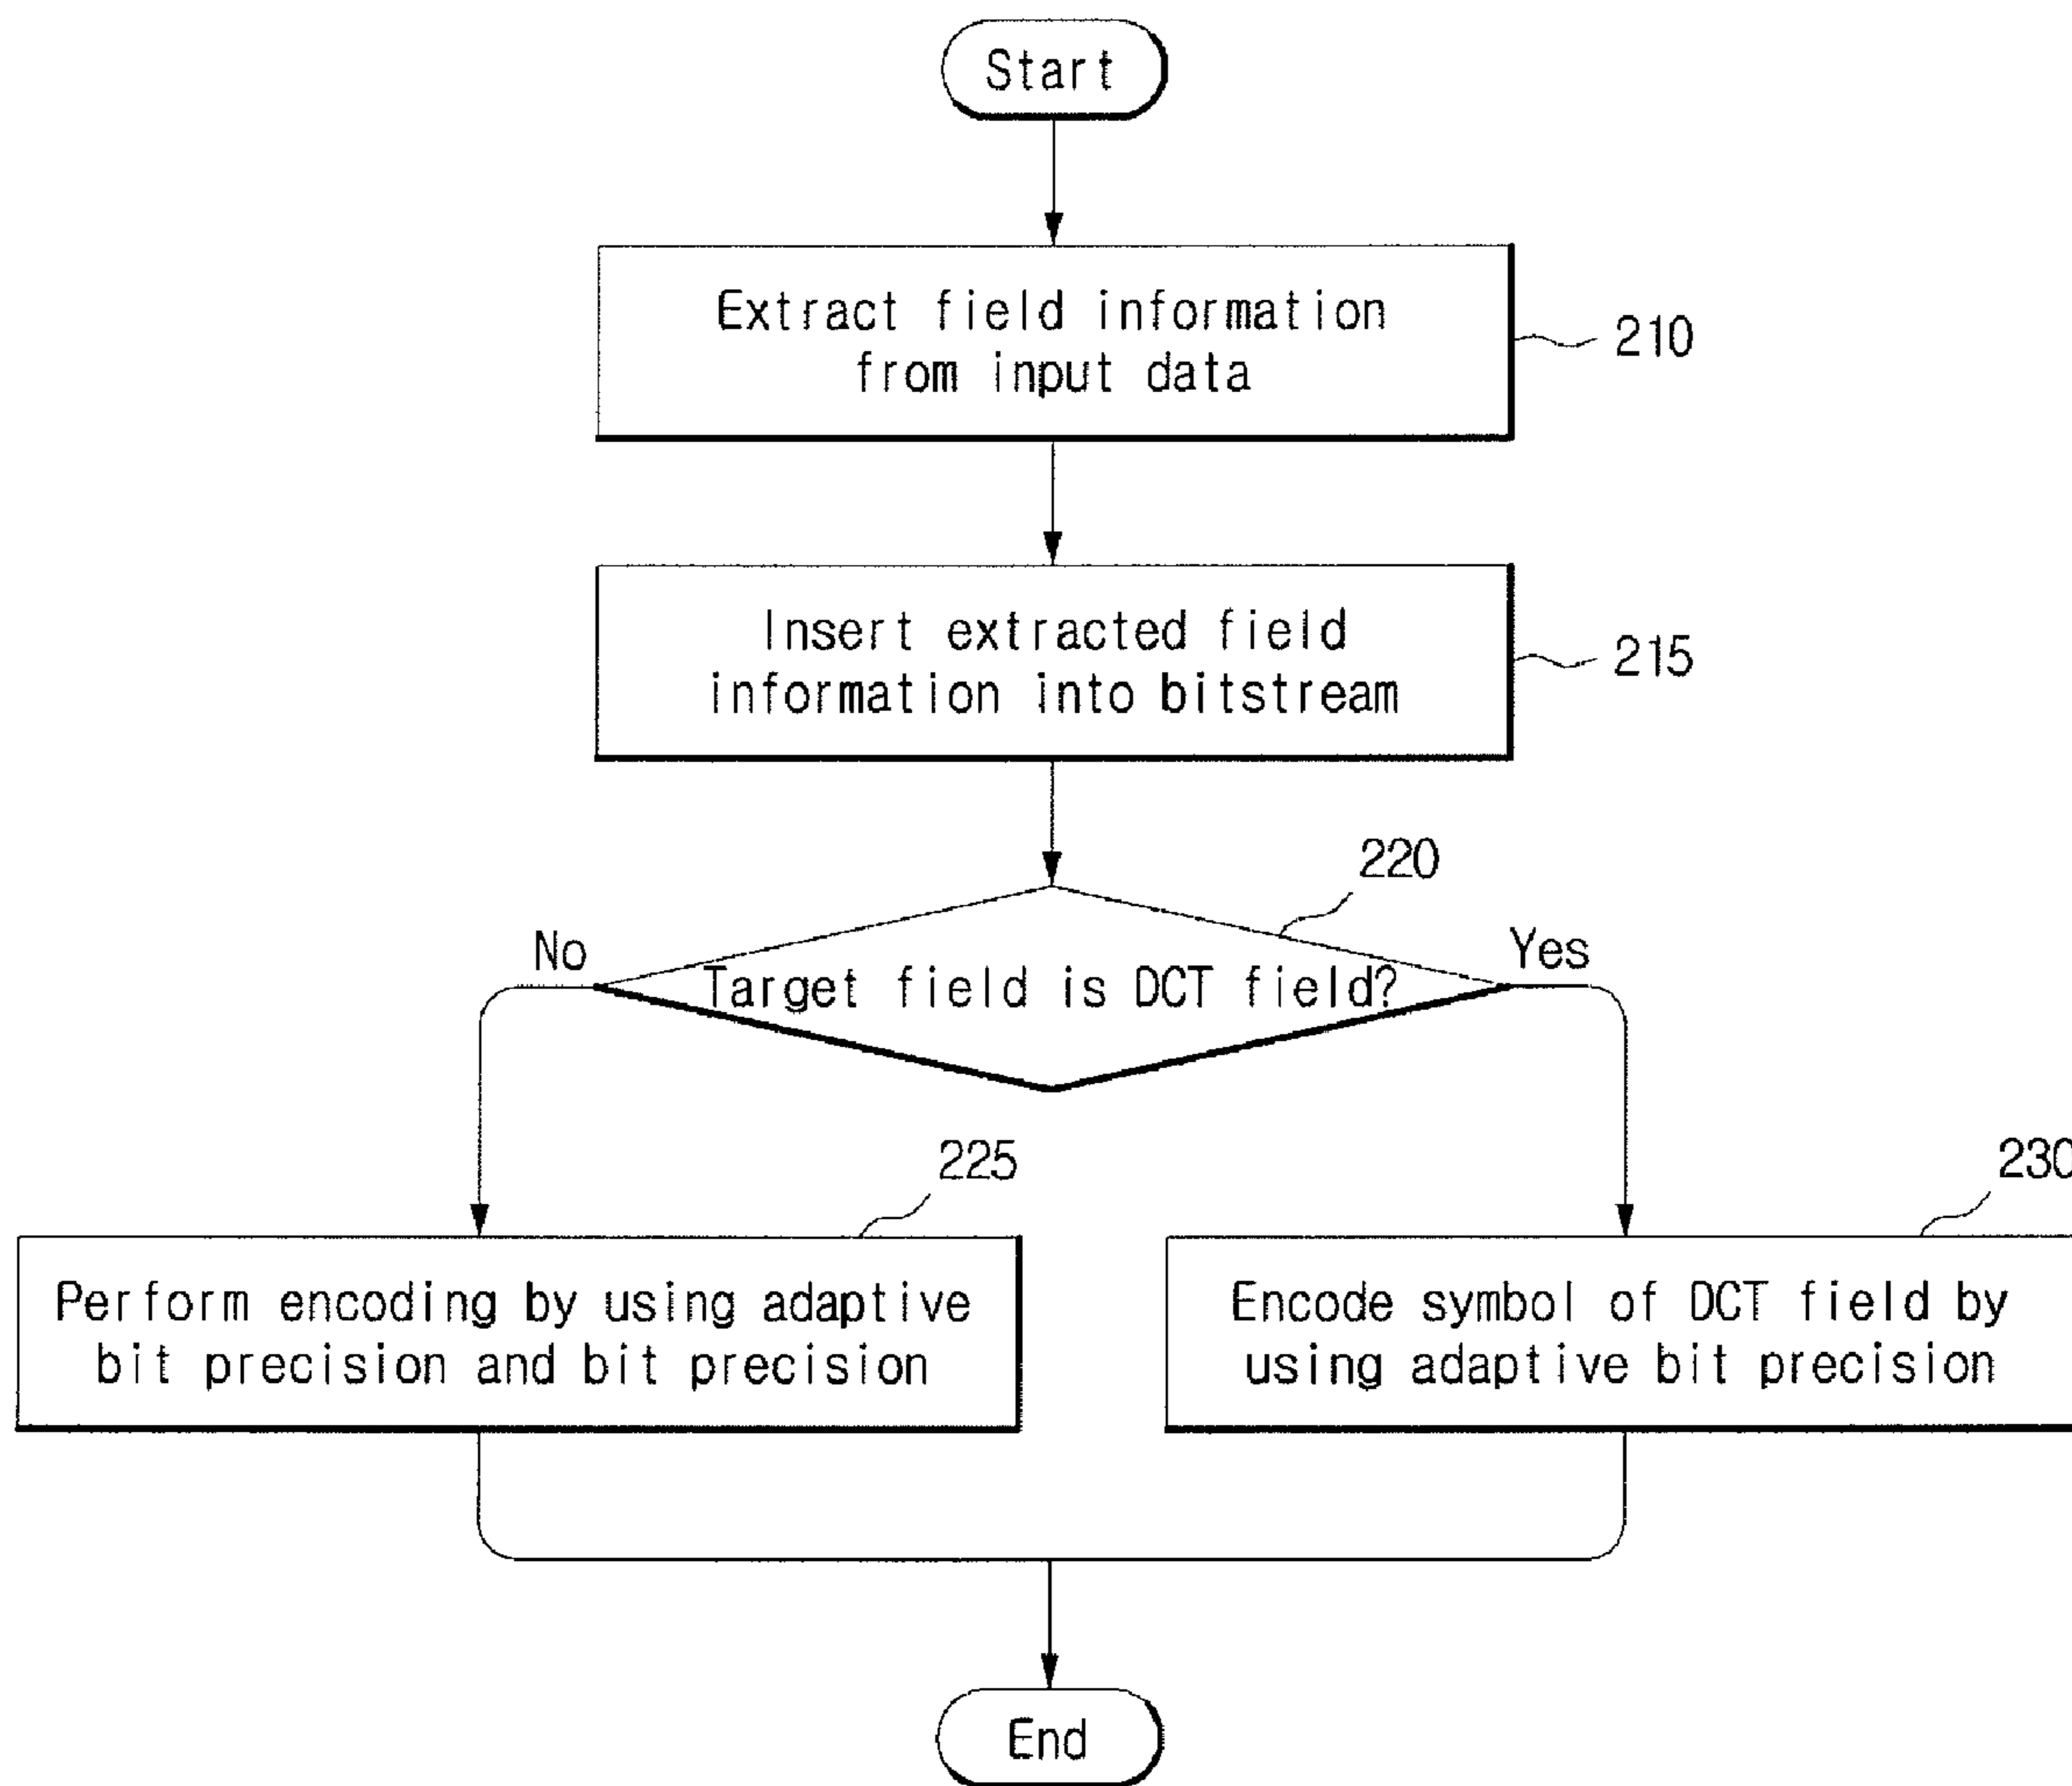 Start
Extract field information
from input data
210
Insert extracted field
information into bitstream
215
220
No
Target field is DCT field?
Yes
225
230
Perform encoding by using adaptive
bit precision and bit precision
Encode symbol of DCT field by
using adaptive bit precision
End